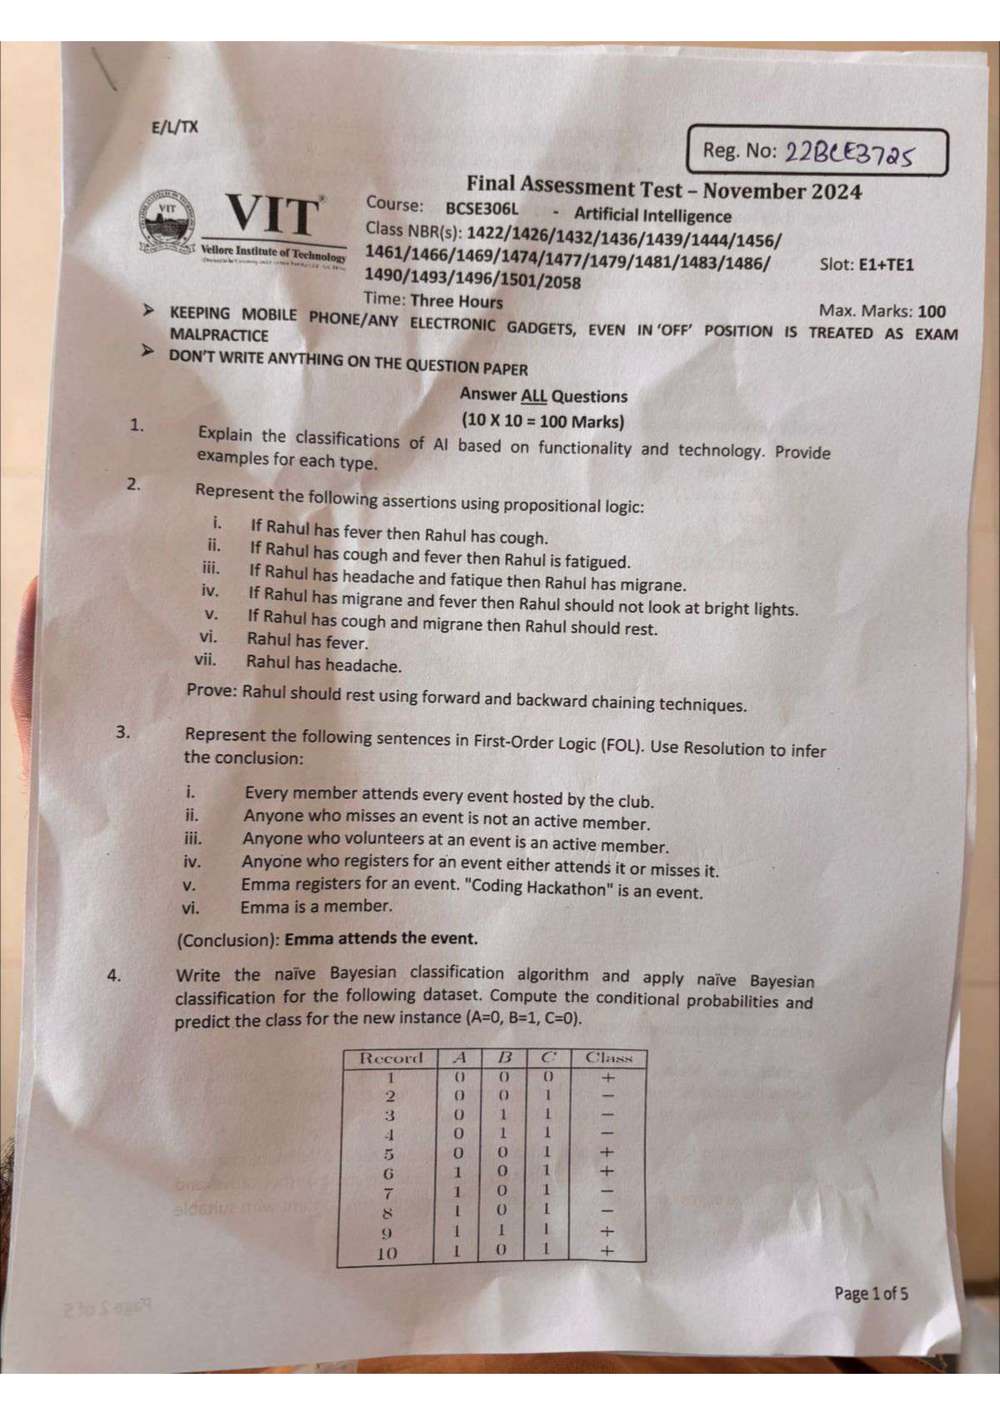 E/L/TX
Reg. No: 22BCE3725
Final Assessment Test – November 2024
VIT
VIT®
Vellore Institute of Technology
Course: BCSE306L - Artificial Intelligence
Class NBR(s): 1422/1426/1432/1436/1439/1444/1456/
1461/1466/1469/1474/1477/1479/1481/1483/1486/
1490/1493/1496/1501/2058
Slot: E1+TE1
Time: Three Hours
Max. Marks: 100
➤ KEEPING MOBILE PHONE/ANY ELECTRONIC GADGETS, EVEN IN 'OFF' POSITION IS TREATED AS EXAM
MALPRACTICE
➤ DON'T WRITE ANYTHING ON THE QUESTION PAPER
Answer ALL Questions
(10 X 10 = 100 Marks)
1. Explain the classifications of AI based on functionality and technology. Provide
examples for each type.
2. Represent the following assertions using propositional logic:
i. If Rahul has fever then Rahul has cough.
ii. If Rahul has cough and fever then Rahul is fatigued.
iii. If Rahul has headache and fatique then Rahul has migrane.
iv. If Rahul has migrane and fever then Rahul should not look at bright lights.
v. If Rahul has cough and migrane then Rahul should rest.
vi. Rahul has fever.
vii. Rahul has headache.
Prove: Rahul should rest using forward and backward chaining techniques.
3. Represent the following sentences in First-Order Logic (FOL). Use Resolution to infer
the conclusion:
i. Every member attends every event hosted by the club.
ii. Anyone who misses an event is not an active member.
iii. Anyone who volunteers at an event is an active member.
iv. Anyone who registers for an event either attends it or misses it.
v. Emma registers for an event. "Coding Hackathon" is an event.
vi. Emma is a member.
(Conclusion): Emma attends the event.
4. Write the naïve Bayesian classification algorithm and apply naïve Bayesian
classification for the following dataset. Compute the conditional probabilities and
predict the class for the new instance (A=0, B=1, C=0).
Record A B C Class
1 0 0 0 +
2 0 0 1 −
3 0 1 1 −
4 0 1 1 −
5 0 0 1 +
6 1 0 1 +
7 1 0 1 −
8 1 0 1 −
9 1 1 1 +
10 1 0 1 +
Page 1 of 5
Page 2 of 5